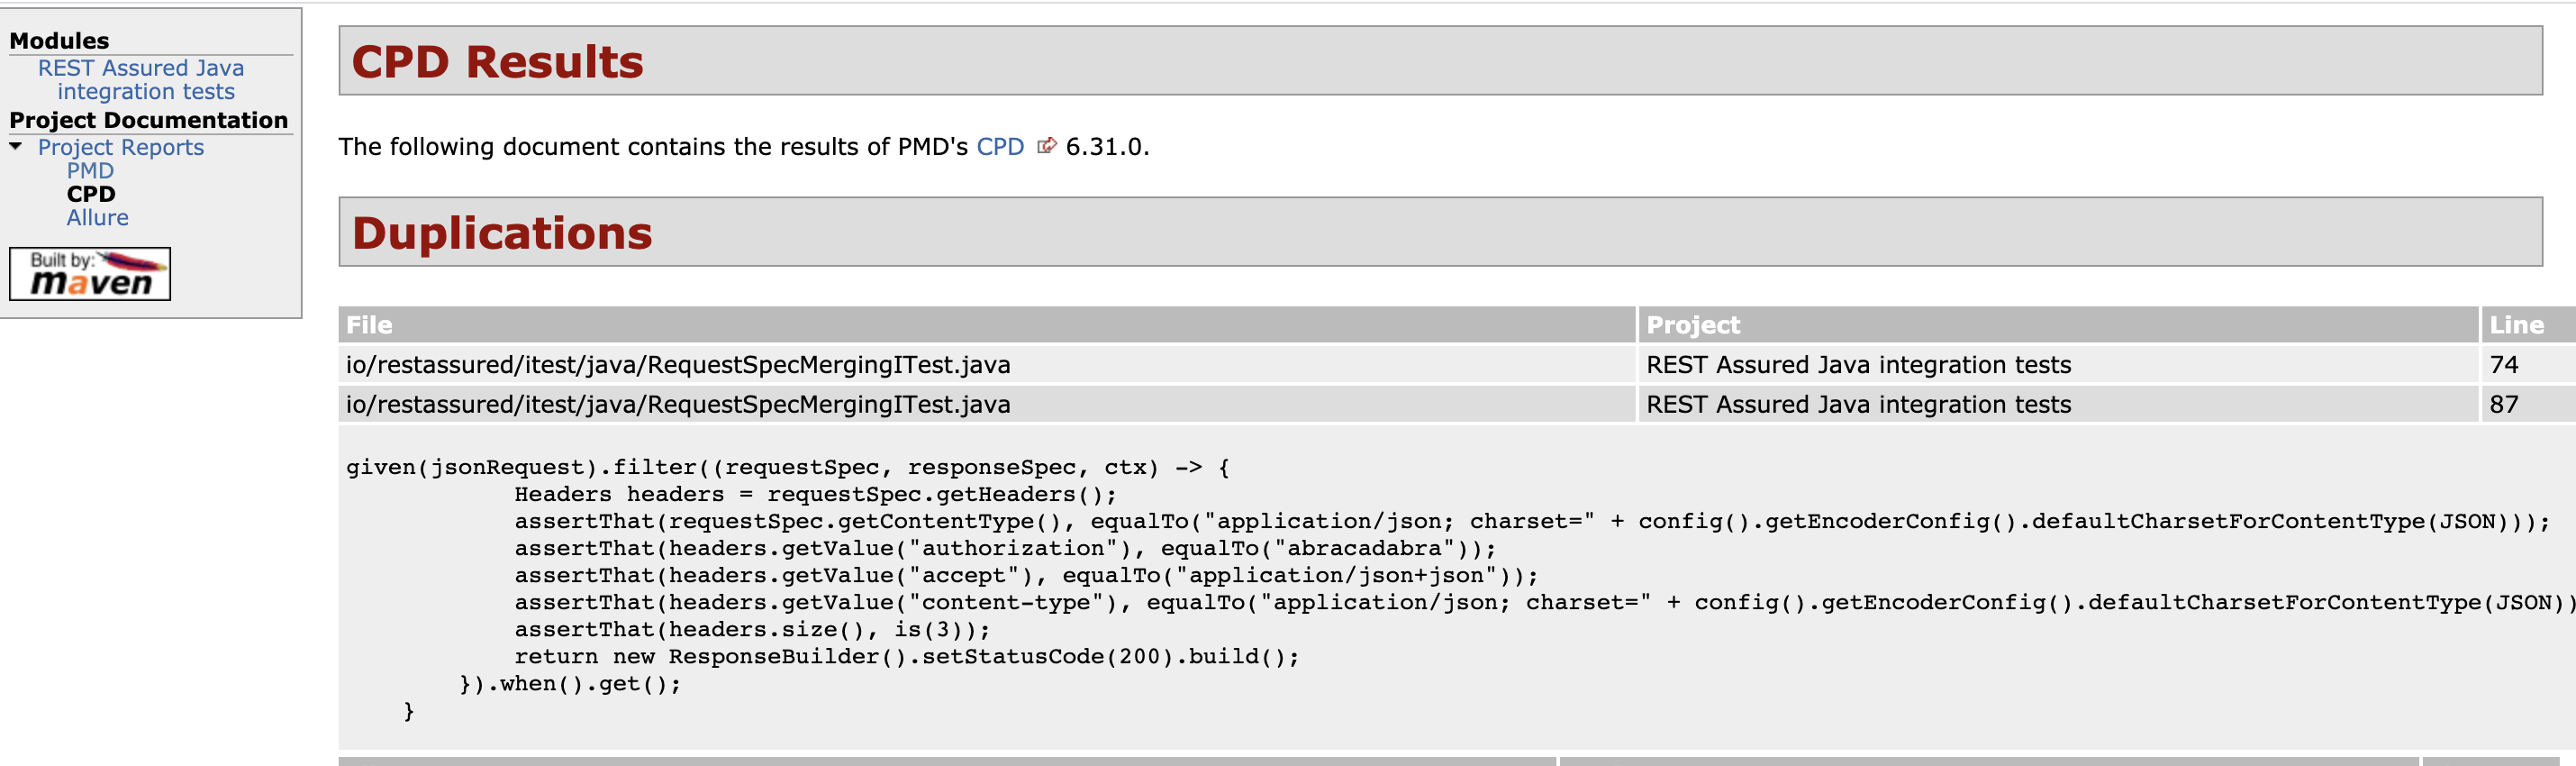 Modules
REST Assured Java
integration tests
Project Documentation
Project Reports
PMD
CPD
Allure
Built by:
maven
CPD Results
The following document contains the results of PMD's CPD 6.31.0.
Duplications
File Project Line
io/restassured/itest/java/RequestSpecMergingITest.java REST Assured Java integration tests 74
io/restassured/itest/java/RequestSpecMergingITest.java REST Assured Java integration tests 87
given(jsonRequest).filter((requestSpec, responseSpec, ctx) -> {
Headers headers = requestSpec.getHeaders();
assertThat(requestSpec.getContentType(), equalTo("application/json; charset=" + config().getEncoderConfig().defaultCharsetForContentType(JSON)));
assertThat(headers.getValue("authorization"), equalTo("abracadabra"));
assertThat(headers.getValue("accept"), equalTo("application/json+json"));
assertThat(headers.getValue("content-type"), equalTo("application/json; charset=" + config().getEncoderConfig().defaultCharsetForContentType(JSON))
assertThat(headers.size(), is(3));
return new ResponseBuilder().setStatusCode(200).build();
}).when().get();
}